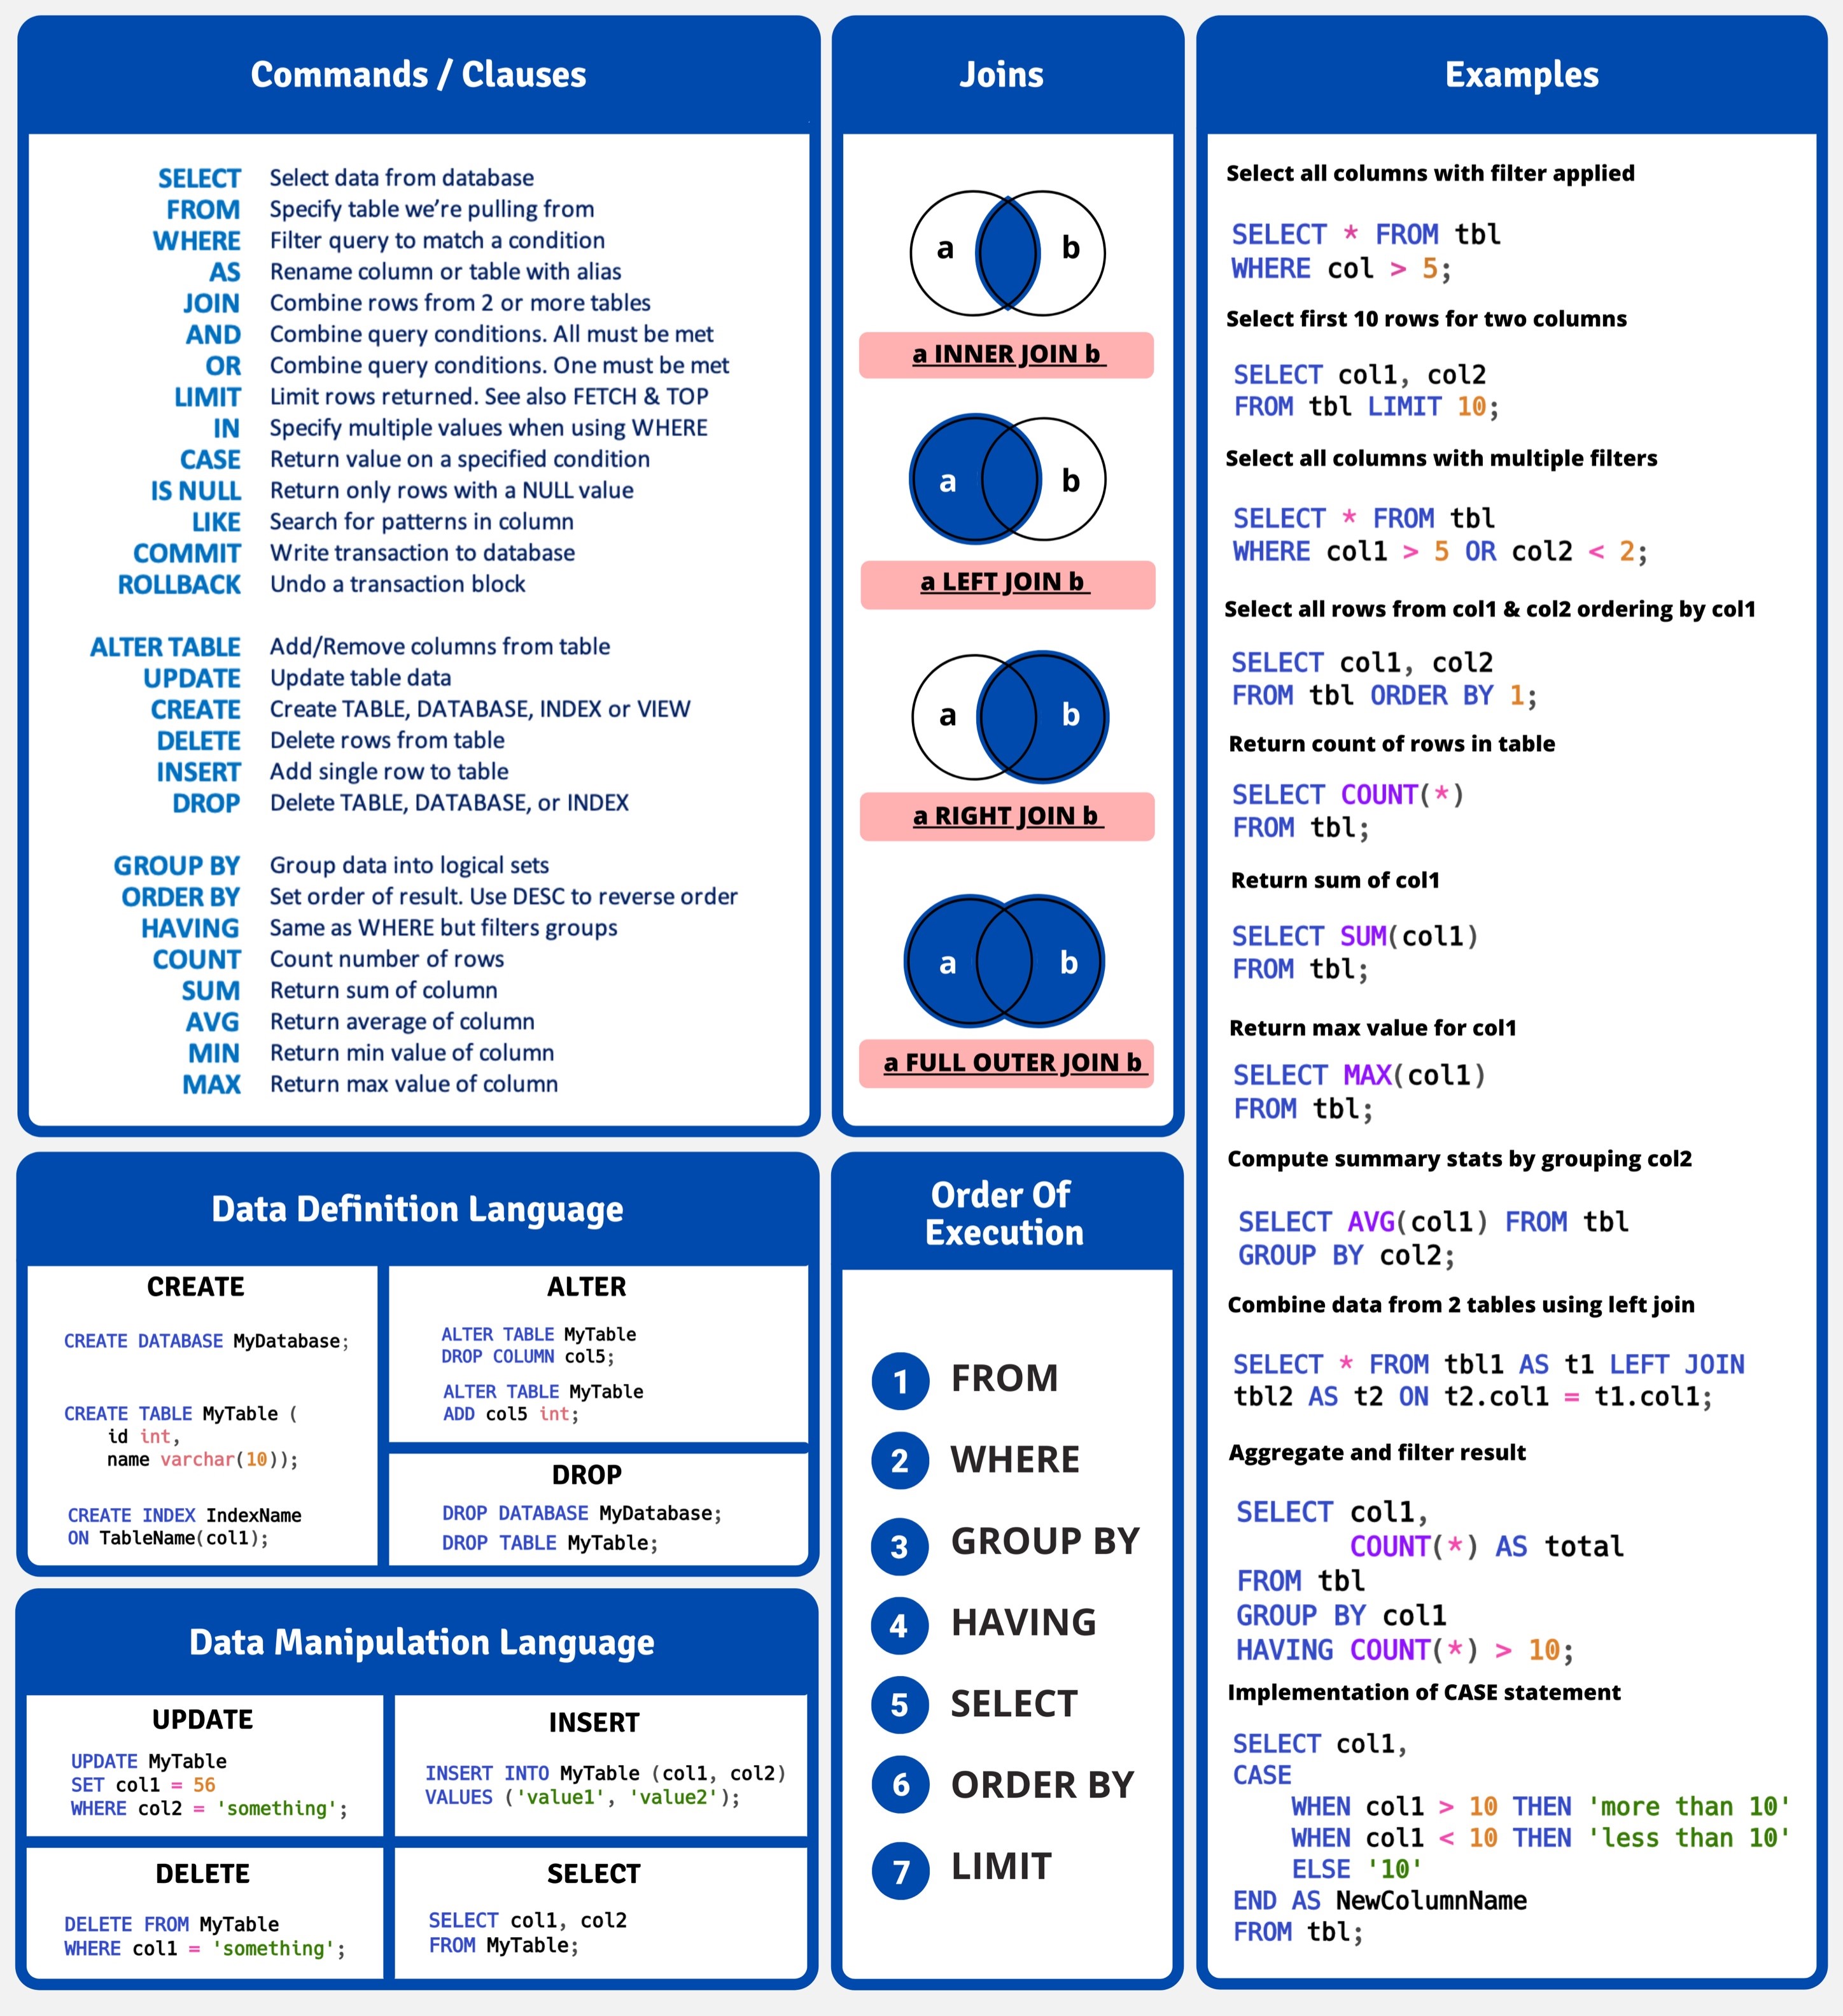 Commands / Clauses
SELECT Select data from database
FROM Specify table we're pulling from
WHERE Filter query to match a condition
AS Rename column or table with alias
JOIN Combine rows from 2 or more tables
AND Combine query conditions. All must be met
OR Combine query conditions. One must be met
LIMIT Limit rows returned. See also FETCH & TOP
IN Specify multiple values when using WHERE
CASE Return value on a specified condition
IS NULL Return only rows with a NULL value
LIKE Search for patterns in column
COMMIT Write transaction to database
ROLLBACK Undo a transaction block
ALTER TABLE Add/Remove columns from table
UPDATE Update table data
CREATE Create TABLE, DATABASE, INDEX or VIEW
DELETE Delete rows from table
INSERT Add single row to table
DROP Delete TABLE, DATABASE, or INDEX
GROUP BY Group data into logical sets
ORDER BY Set order of result. Use DESC to reverse order
HAVING Same as WHERE but filters groups
COUNT Count number of rows
SUM Return sum of column
AVG Return average of column
MIN Return min value of column
MAX Return max value of column
Joins
a b
a INNER JOIN b
a b
a LEFT JOIN b
a b
a RIGHT JOIN b
a b
a FULL OUTER JOIN b
Examples
Select all columns with filter applied
SELECT * FROM tbl
WHERE col > 5;
Select first 10 rows for two columns
SELECT col1, col2
FROM tbl LIMIT 10;
Select all columns with multiple filters
SELECT * FROM tbl
WHERE col1 > 5 OR col2 < 2;
Select all rows from col1 & col2 ordering by col1
SELECT col1, col2
FROM tbl ORDER BY 1;
Return count of rows in table
SELECT COUNT(*)
FROM tbl;
Return sum of col1
SELECT SUM(col1)
FROM tbl;
Return max value for col1
SELECT MAX(col1)
FROM tbl;
Compute summary stats by grouping col2
SELECT AVG(col1) FROM tbl
GROUP BY col2;
Combine data from 2 tables using left join
SELECT * FROM tbl1 AS t1 LEFT JOIN
tbl2 AS t2 ON t2.col1 = t1.col1;
Aggregate and filter result
SELECT col1,
COUNT(*) AS total
FROM tbl
GROUP BY col1
HAVING COUNT(*) > 10;
Implementation of CASE statement
SELECT col1,
CASE
WHEN col1 > 10 THEN 'more than 10'
WHEN col1 < 10 THEN 'less than 10'
ELSE '10'
END AS NewColumnName
FROM tbl;
Data Definition Language
CREATE
CREATE DATABASE MyDatabase;
CREATE TABLE MyTable (
id int,
name varchar(10));
CREATE INDEX IndexName
ON TableName(col1);
ALTER
ALTER TABLE MyTable
DROP COLUMN col5;
ALTER TABLE MyTable
ADD col5 int;
DROP
DROP DATABASE MyDatabase;
DROP TABLE MyTable;
Data Manipulation Language
UPDATE
UPDATE MyTable
SET col1 = 56
WHERE col2 = 'something';
INSERT
INSERT INTO MyTable (col1, col2)
VALUES ('value1', 'value2');
DELETE
DELETE FROM MyTable
WHERE col1 = 'something';
SELECT
SELECT col1, col2
FROM MyTable;
Order Of
Execution
1 FROM
2 WHERE
3 GROUP BY
4 HAVING
5 SELECT
6 ORDER BY
7 LIMIT